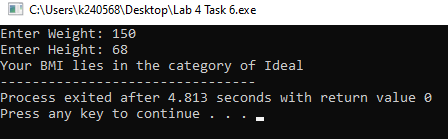 C:\Users\k240568\Desktop\Lab 4 Task 6.exe
Enter Weight: 150
Enter Height: 68
Your BMI lies in the category of Ideal
--------------------------------
Process exited after 4.813 seconds with return value 0
Press any key to continue . . .